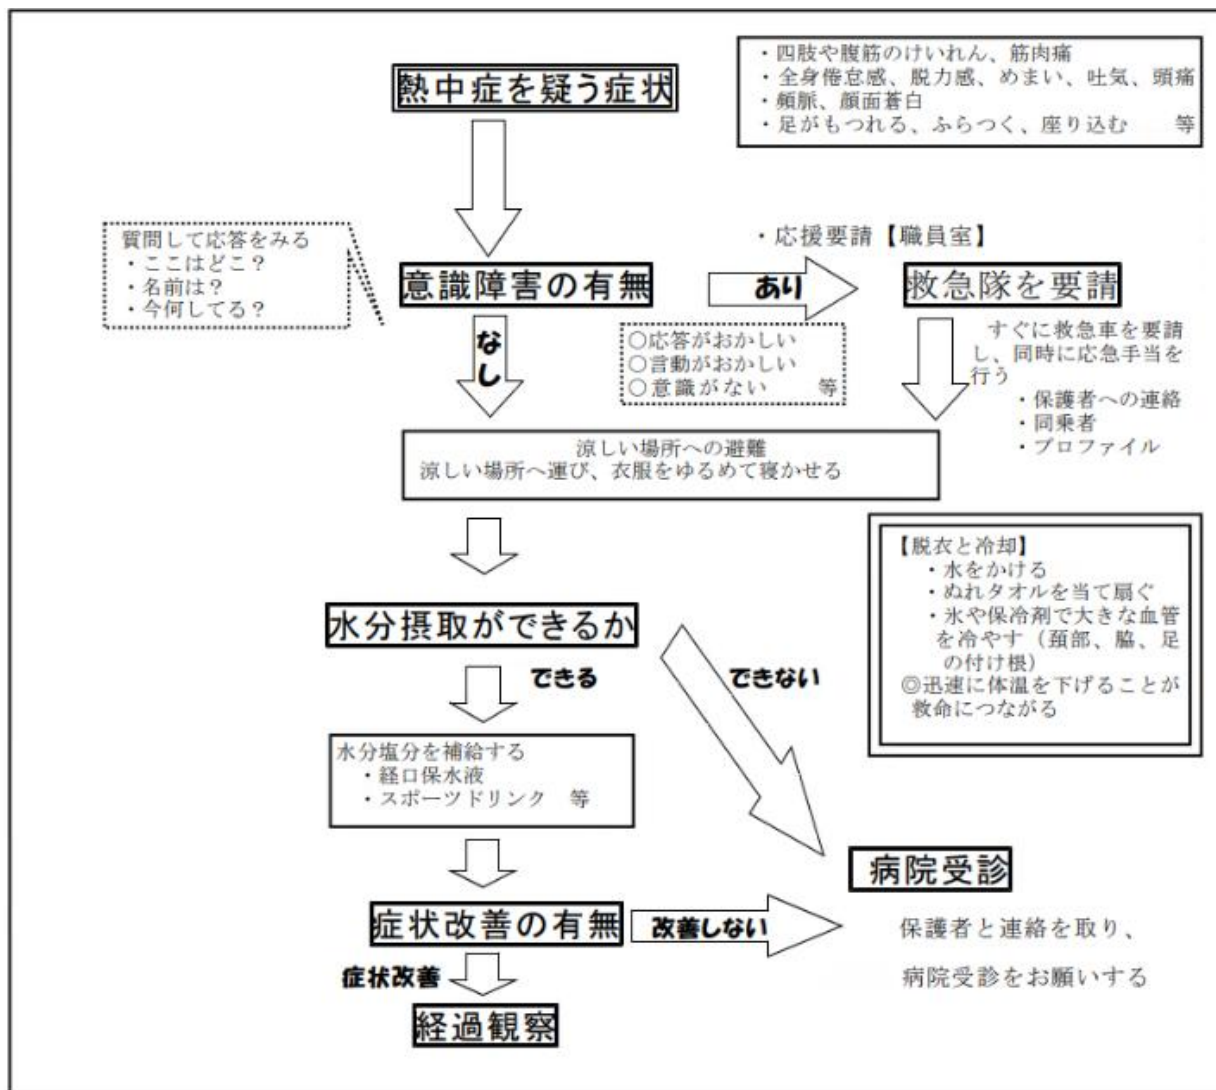 熱中症を疑う症状
・四肢や腹筋のけいれん、筋肉痛
・全身倦怠感、脱力感、めまい、吐気、頭痛
・頻脈、顔面蒼白
・足がもつれる、ふらつく、座り込む　等
質問して応答をみる
・ここはどこ？
・名前は？
・今何してる？
意識障害の有無
あり
・応援要請【職員室】
救急隊を要請
なし
○応答がおかしい
○言動がおかしい
○意識がない　等
すぐに救急車を要請
し、同時に応急手当を
行う
・保護者への連絡
・同乗者
・プロファイル
涼しい場所への避難
涼しい場所へ運び、衣服をゆるめて寝かせる
【脱衣と冷却】
・水をかける
・ぬれタオルを当て扇ぐ
・氷や保冷剤で大きな血管
を冷やす（頚部、脇、足
の付け根）
◎迅速に体温を下げることが
救命につながる
水分摂取ができるか
できる
できない
水分塩分を補給する
・経口保水液
・スポーツドリンク　等
病院受診
症状改善の有無
改善しない
保護者と連絡を取り、
病院受診をお願いする
症状改善
経過観察